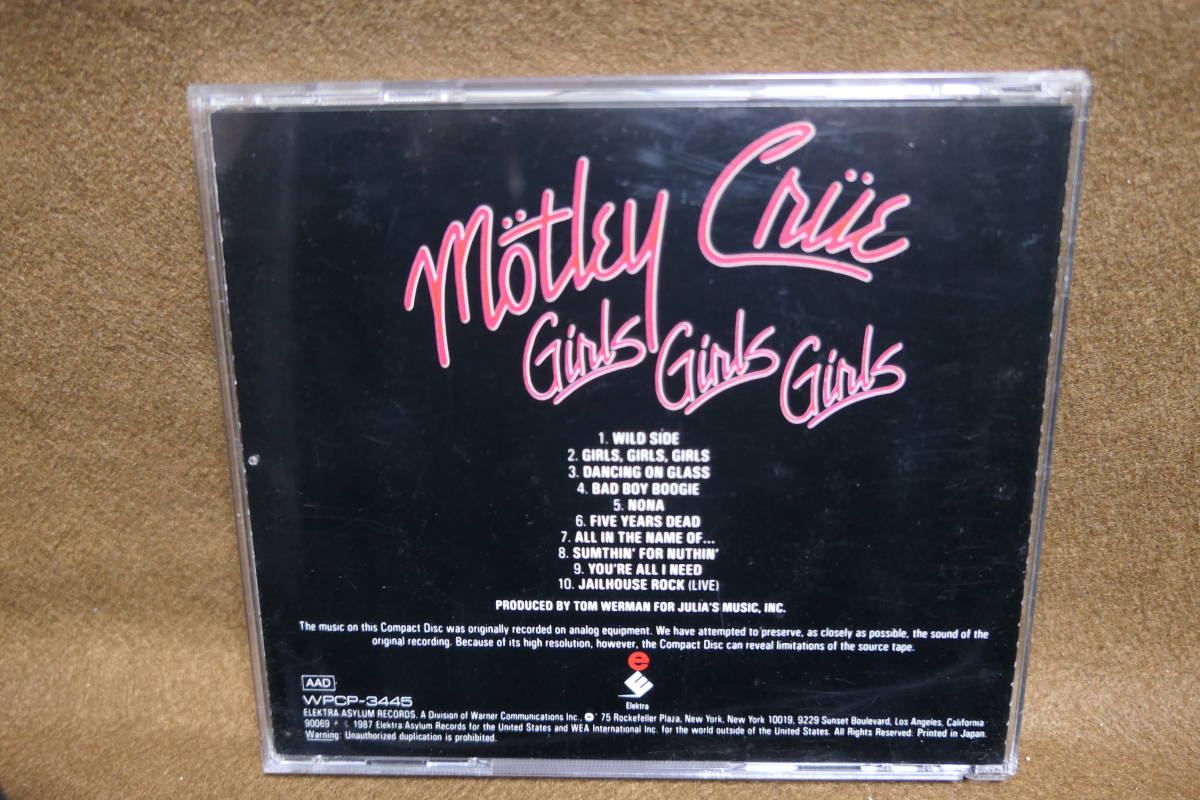 Mötley Crüe
Girls Girls Girls
1. WILD SIDE
2. GIRLS, GIRLS, GIRLS
3. DANCING ON GLASS
4. BAD BOY BOOGIE
5. NONA
6. FIVE YEARS DEAD
7. ALL IN THE NAME OF...
8. SUMTHIN' FOR NUTHIN'
9. YOU'RE ALL I NEED
10. JAILHOUSE ROCK (LIVE)
PRODUCED BY TOM WERMAN FOR JULIA'S MUSIC, INC.
The music on this Compact Disc was originally recorded on analog equipment. We have attempted to preserve, as closely as possible, the sound of the
original recording. Because of its high resolution, however, the Compact Disc can reveal limitations of the source tape.
e
E
Elektra
AAD
WPCP-3445
ELEKTRA ASYLUM RECORDS. A Division of Warner Communications Inc., ' 75 Rockefeller Plaza, New York, New York 10019, 9229 Sunset Boulevard, Los Angeles, California
90069 © 1987 Elektra Asylum Records for the United States and WEA International Inc. for the world outside of the United States. All Rights Reserved. Printed in Japan.
Warning: Unauthorized duplication is prohibited.